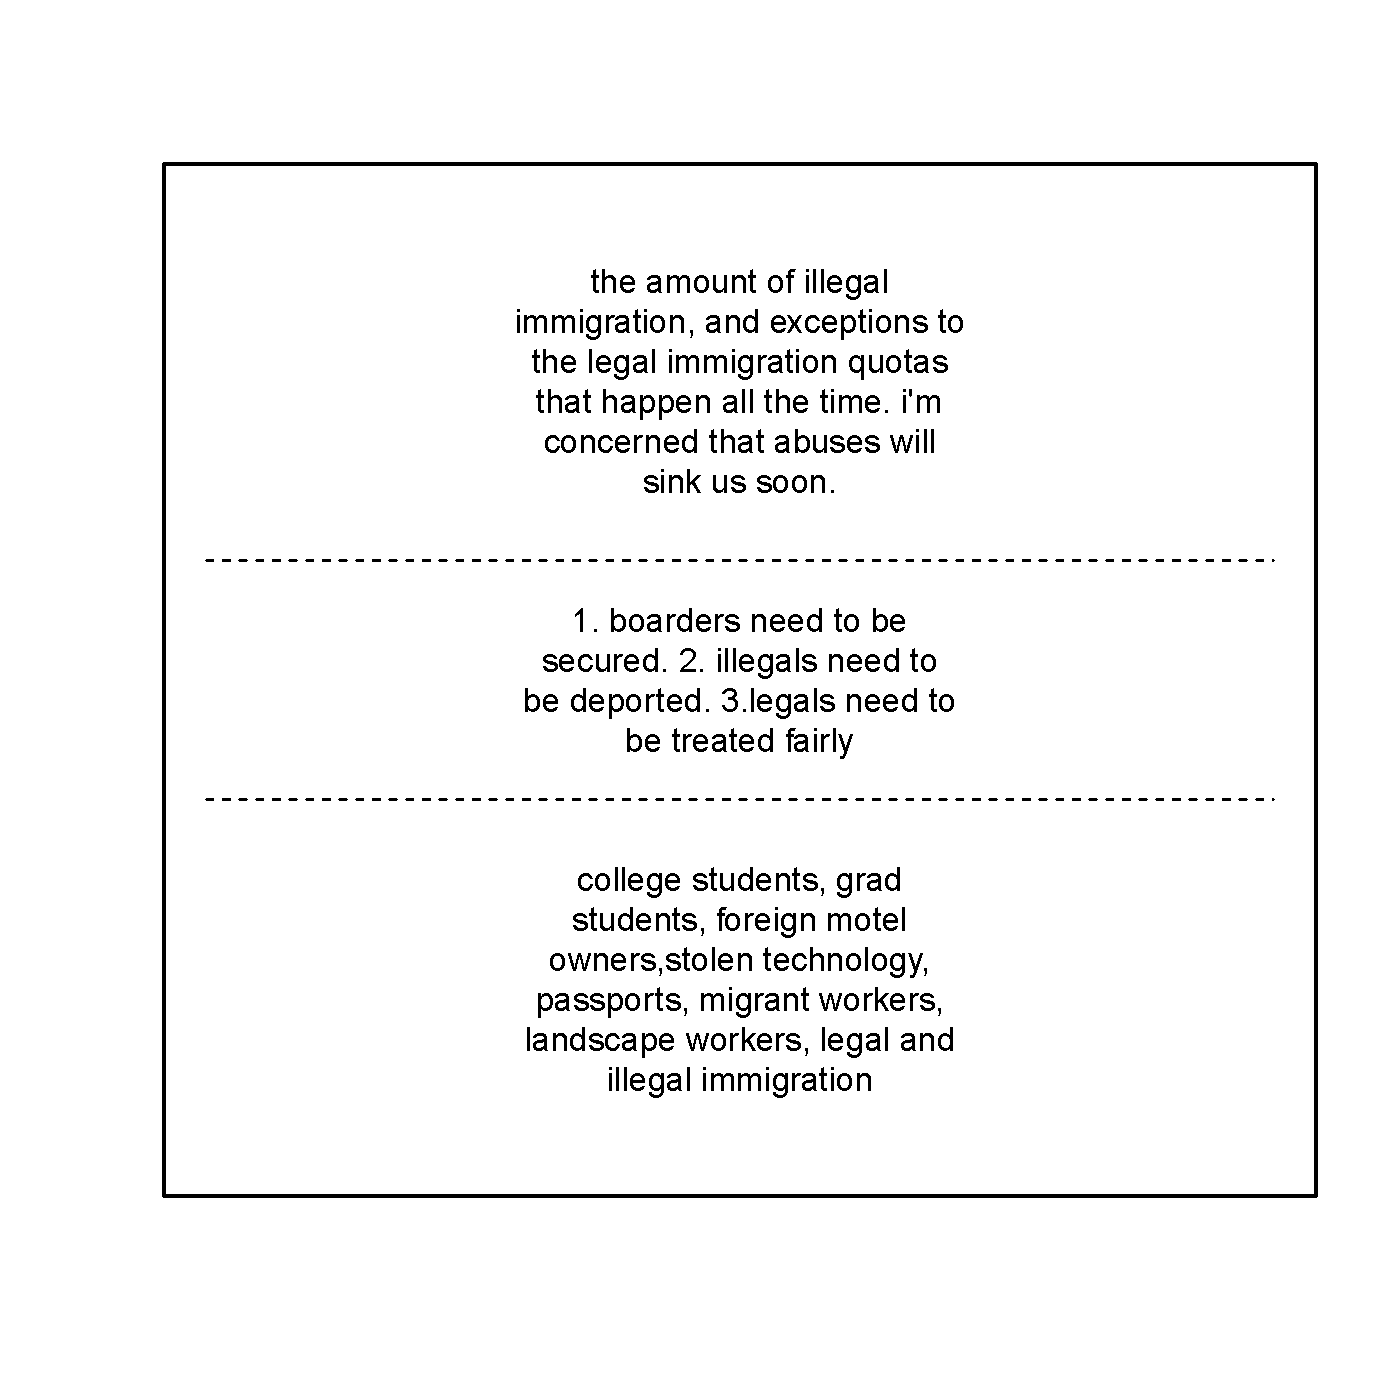 the amount of illegal
immigration, and exceptions to
the legal immigration quotas
that happen all the time. i'm
concerned that abuses will
sink us soon.
1. boarders need to be
secured. 2. illegals need to
be deported. 3.legals need to
be treated fairly
college students, grad
students, foreign motel
owners,stolen technology,
passports, migrant workers,
landscape workers, legal and
illegal immigration